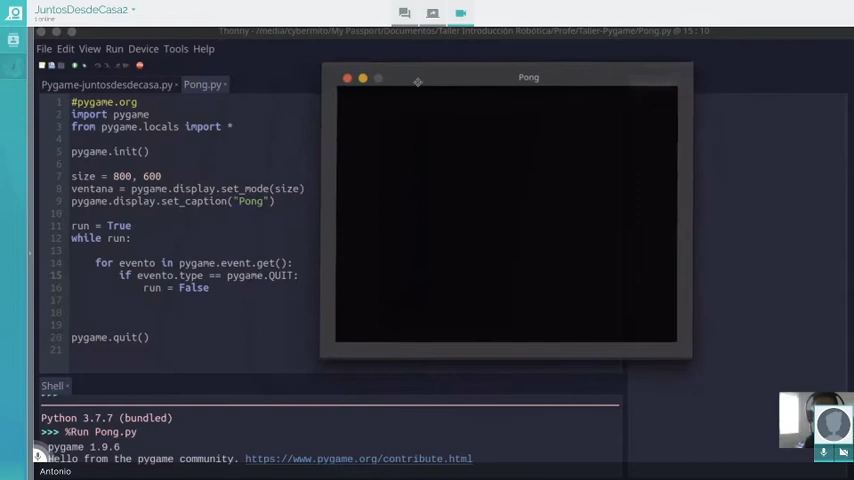 JuntosDesdeCasa2
1 online
Thonny - /media/cybermito/My Passport/Documentos/Taller Introducción Robótica/Profe/Taller-Pygame/Pong.py @ 15 : 10
File Edit View Run Device Tools Help
Pygame-juntosdesdecasa.py × Pong.py ×
1 #pygame.org
2 import pygame
3 from pygame.locals import *
4
5 pygame.init()
6
7 size = 800, 600
8 ventana = pygame.display.set_mode(size)
9 pygame.display.set_caption("Pong")
10
11 run = True
12 while run:
13
14 for evento in pygame.event.get():
15 if evento.type == pygame.QUIT:
16 run = False
17
18
19
20 pygame.quit()
21
Pong
Shell ×
Python 3.7.7 (bundled)
>>> %Run Pong.py
pygame 1.9.6
Hello from the pygame community. https://www.pygame.org/contribute.html
Antonio